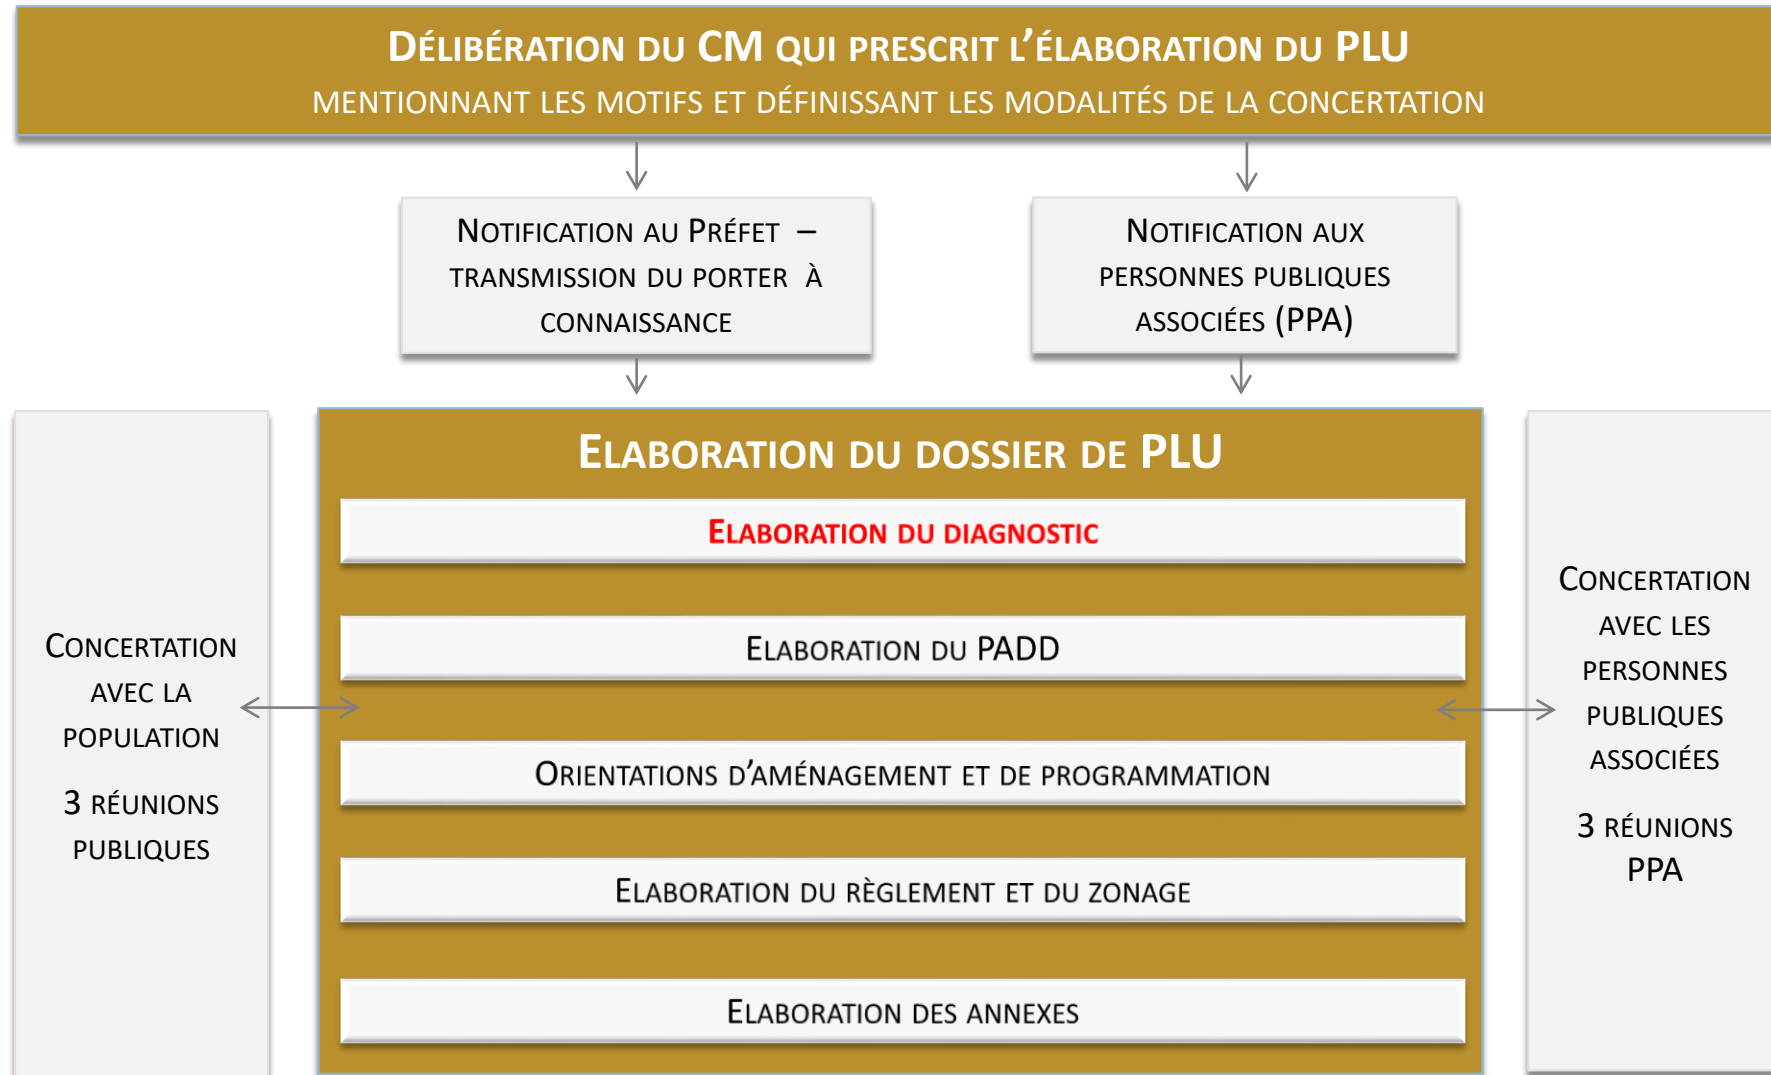 DÉLIBÉRATION DU CM QUI PRESCRIT L'ÉLABORATION DU PLU
MENTIONNANT LES MOTIFS ET DÉFINISSANT LES MODALITÉS DE LA CONCERTATION
NOTIFICATION AU PRÉFET –
TRANSMISSION DU PORTER À
CONNAISSANCE
NOTIFICATION AUX
PERSONNES PUBLIQUES
ASSOCIÉES (PPA)
CONCERTATION
AVEC LA
POPULATION
3 RÉUNIONS
PUBLIQUES
ELABORATION DU DOSSIER DE PLU
ELABORATION DU DIAGNOSTIC
ELABORATION DU PADD
ORIENTATIONS D'AMÉNAGEMENT ET DE PROGRAMMATION
ELABORATION DU RÈGLEMENT ET DU ZONAGE
ELABORATION DES ANNEXES
CONCERTATION
AVEC LES
PERSONNES
PUBLIQUES
ASSOCIÉES
3 RÉUNIONS
PPA